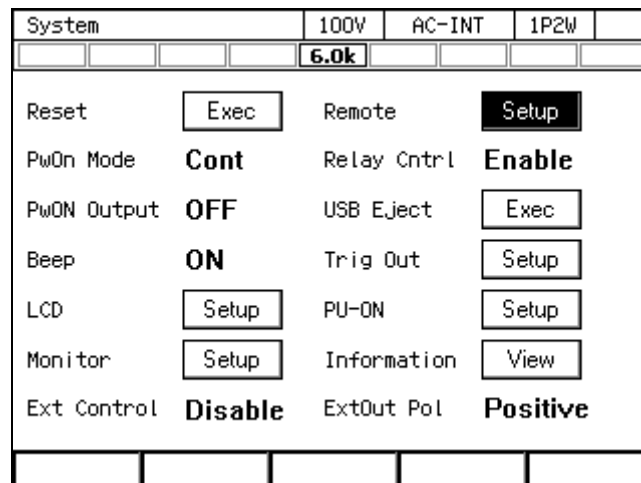 System 100V AC-INT 1P2W
6.0k
Reset Exec Remote Setup
PwOn Mode Cont Relay Cntrl Enable
PwON Output OFF USB Eject Exec
Beep ON Trig Out Setup
LCD Setup PU-ON Setup
Monitor Setup Information View
Ext Control Disable ExtOut Pol Positive